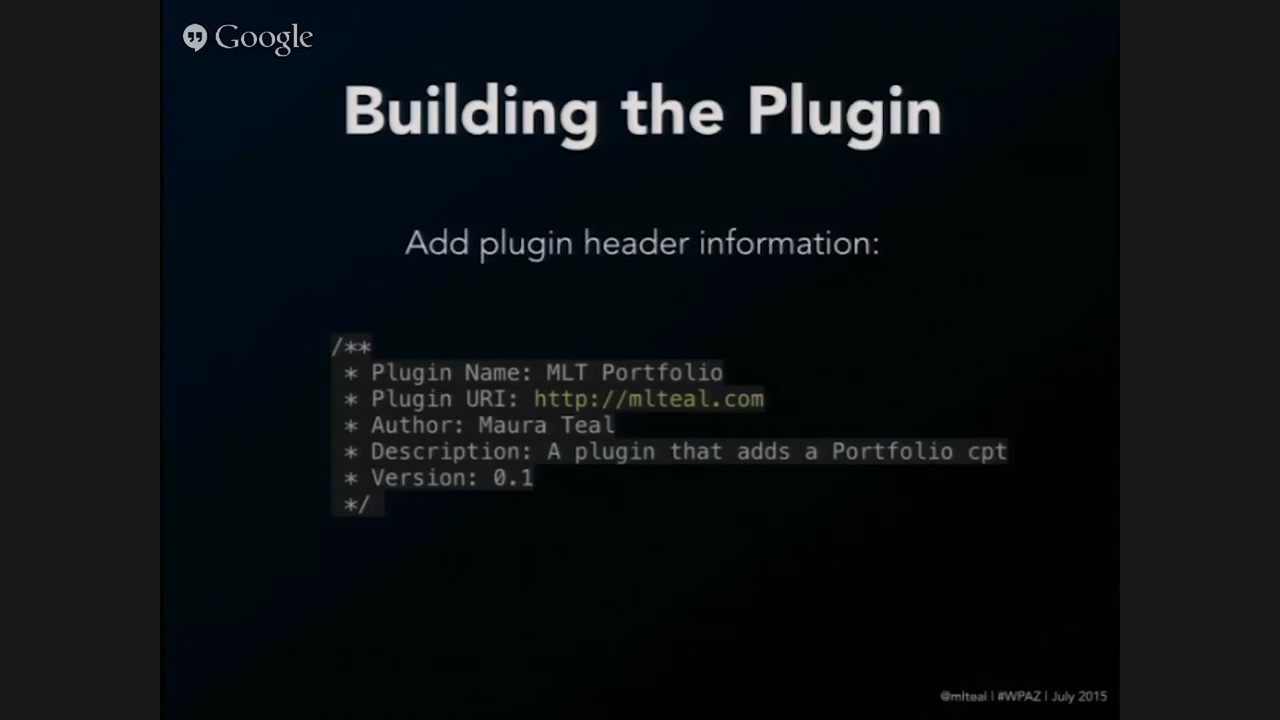 Google
Building the Plugin
Add plugin header information:
/**
* Plugin Name: MLT Portfolio
* Plugin URI: http://mlteal.com
* Author: Maura Teal
* Description: A plugin that adds a Portfolio cpt
* Version: 0.1
*/
@mlteal | #WPAZ | July 2015